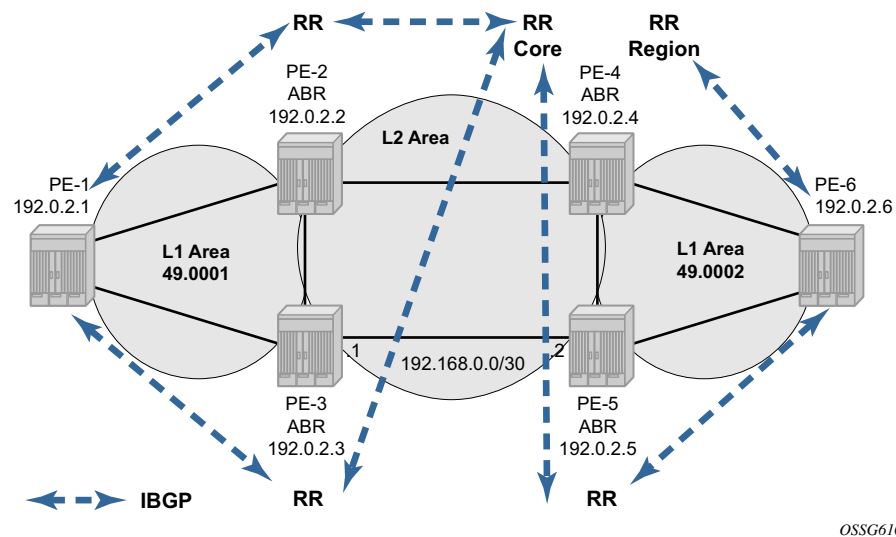 RR
RR
Core
RR
Region
PE-2
ABR
192.0.2.2
PE-4
ABR
192.0.2.4
L2 Area
PE-1
192.0.2.1
PE-6
192.0.2.6
L1 Area
49.0001
L1 Area
49.0002
.1
192.168.0.0/30
.2
PE-3
ABR
192.0.2.3
PE-5
ABR
192.0.2.5
IBGP
RR
RR